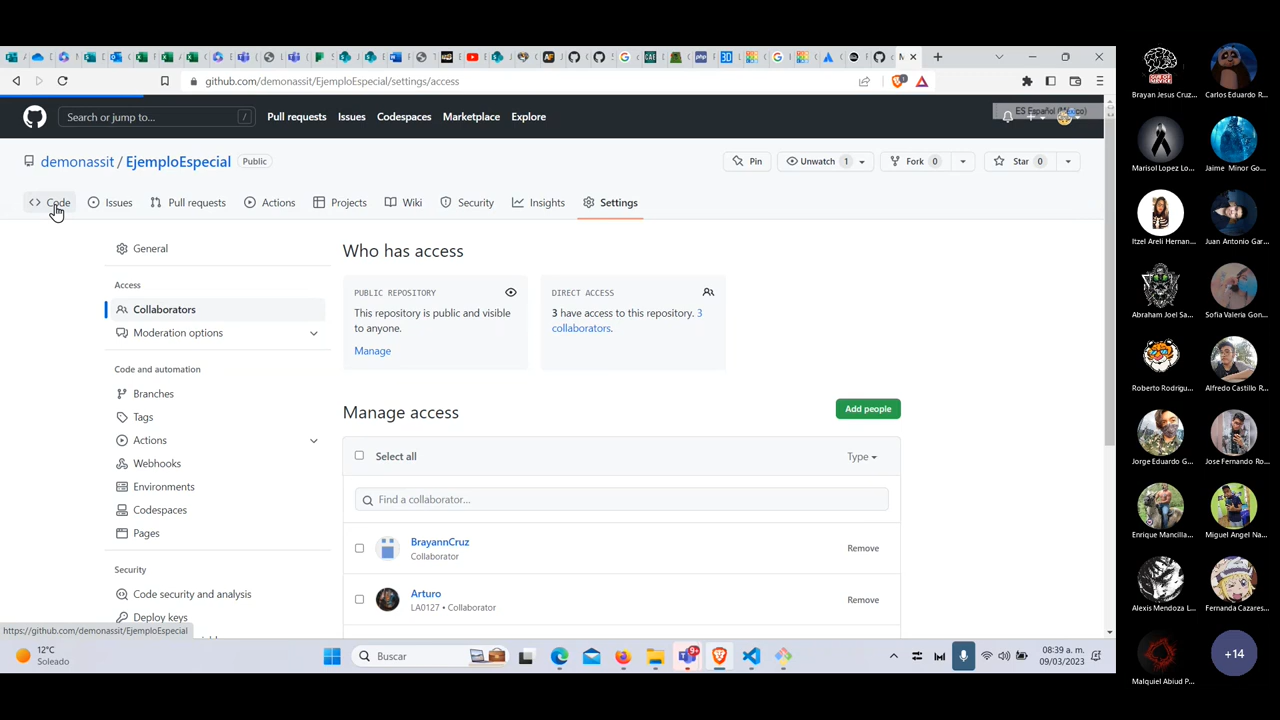 github.com/demonassit/EjemploEspecial/settings/access
Search or jump to...
/
Pull requests
Issues
Codespaces
Marketplace
Explore
ES Español (México)
demonassit / EjemploEspecial
Public
Pin
Unwatch 1
Fork 0
Star 0
Code
Issues
Pull requests
Actions
Projects
Wiki
Security
Insights
Settings
General
Access
Collaborators
Moderation options
Code and automation
Branches
Tags
Actions
Webhooks
Environments
Codespaces
Pages
Security
Code security and analysis
Deploy keys
Who has access
PUBLIC REPOSITORY
This repository is public and visible
to anyone.
Manage
DIRECT ACCESS
3 have access to this repository. 3
collaborators.
Manage access
Add people
Select all
Type
Find a collaborator...
BrayannCruz
Collaborator
Remove
Arturo
LA0127 • Collaborator
Remove
https://github.com/demonassit/EjemploEspecial
12°C
Soleado
Buscar
9+
08:39 a. m.
09/03/2023
Brayan Jesus Cruz...
Carlos Eduardo R...
Marisol Lopez Lo...
Jaime Minor Go...
Itzel Areli Hernan...
Juan Antonio Gar...
Abraham Joel Sa...
Sofia Valeria Gon...
Roberto Rodrigu...
Alfredo Castillo R...
Jorge Eduardo G...
Jose Fernando Ro...
Enrique Mancilla...
Miguel Angel Na...
Alexis Mendoza L...
Fernanda Cazares...
Malquiel Abiud P...
+14